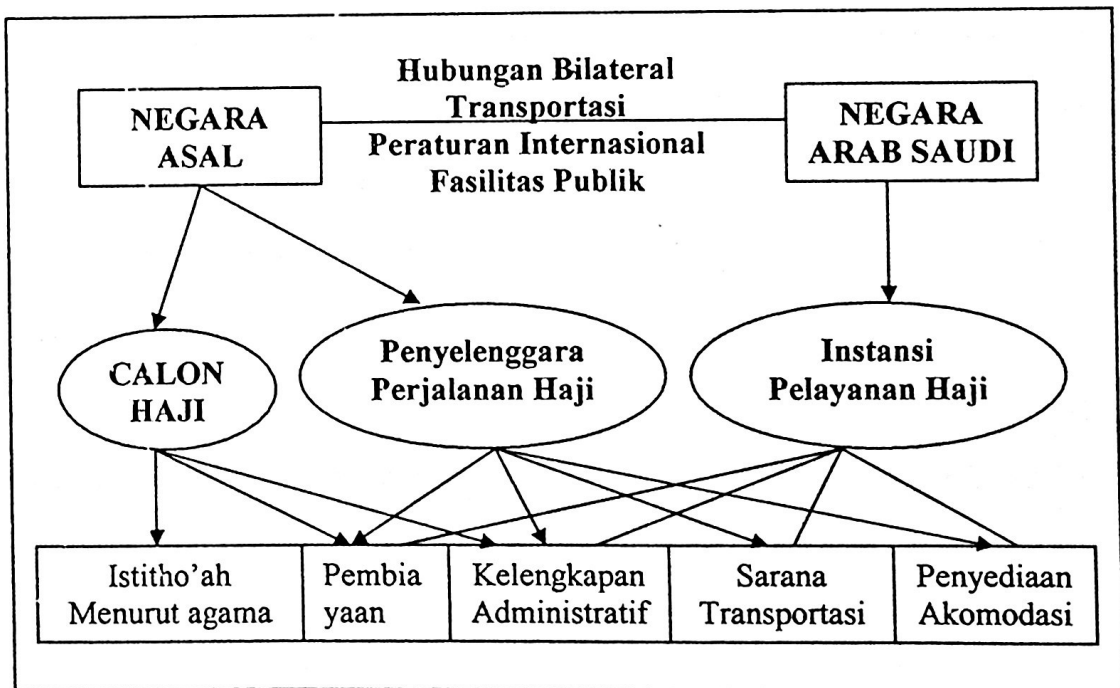 Hubungan Bilateral
Transportasi
Peraturan Internasional
Fasilitas Publik
NEGARA
ASAL
NEGARA
ARAB SAUDI
CALON
HAJI
Penyelenggara
Perjalanan Haji
Instansi
Pelayanan Haji
Istitho'ah
Menurut agama
Pembia
yaan
Kelengkapan
Administratif
Sarana
Transportasi
Penyediaan
Akomodasi